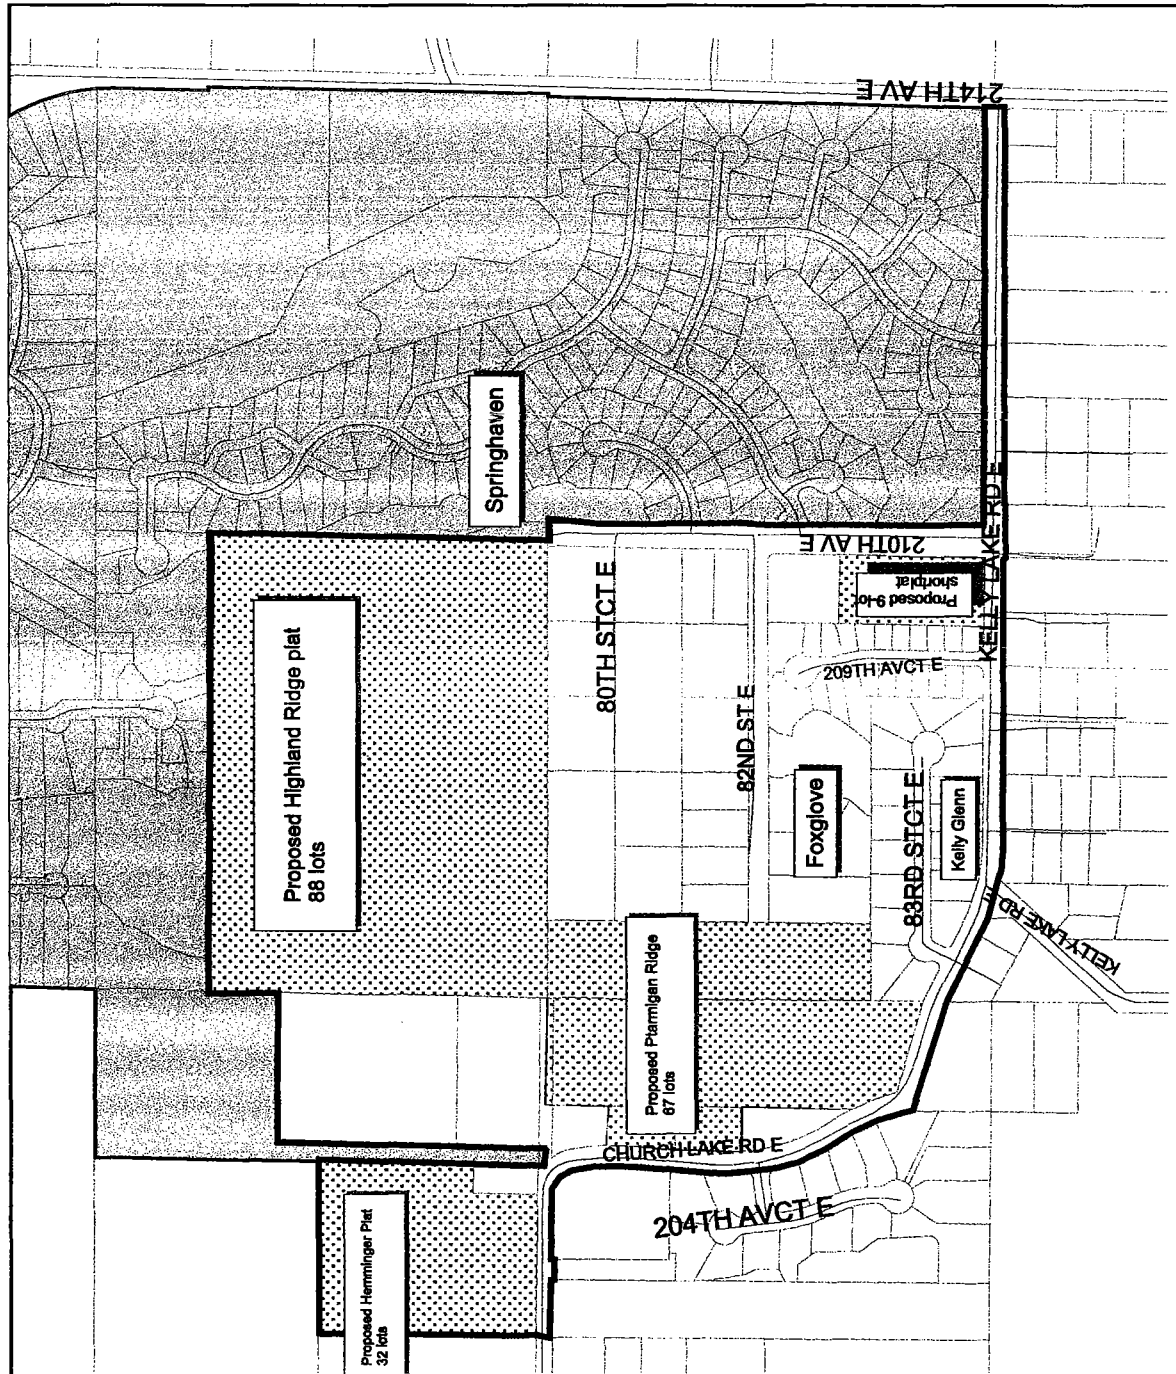 214TH AV E
Springhaven
210TH AV E
Proposed 9-lot
shortplat
KELLY LAKE RD E
Proposed Highland Ridge plat
88 lots
80TH STCT E
82ND ST E
209TH AVCT E
Foxglove
83RD STCT E
Kelly Glenn
KELLY LAKE RD E
Proposed Ptarmigan Ridge
67 lots
CHURCH LAKE RD E
204TH AVCT E
Proposed Hemminger Plat
32 lots